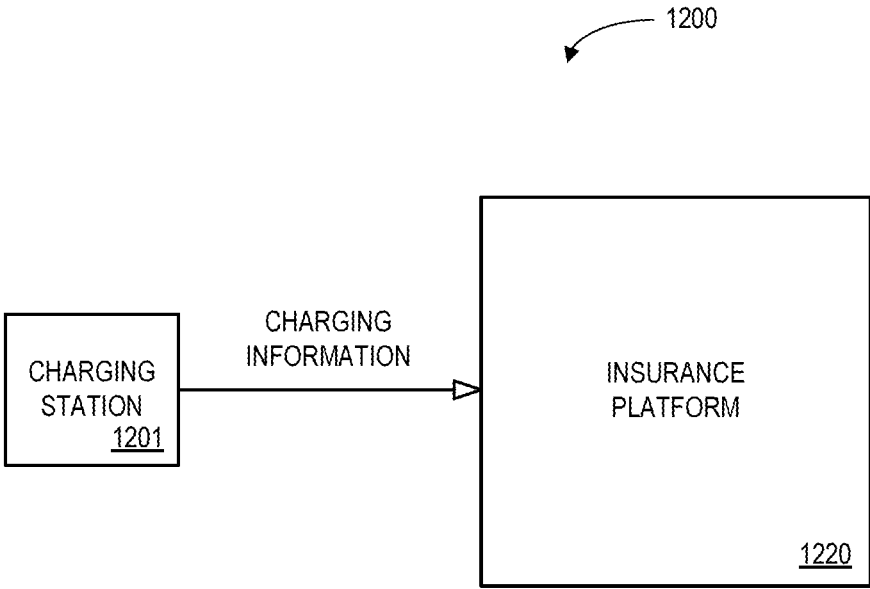 1200
CHARGING
INFORMATION
CHARGING
STATION
1201
INSURANCE
PLATFORM
1220